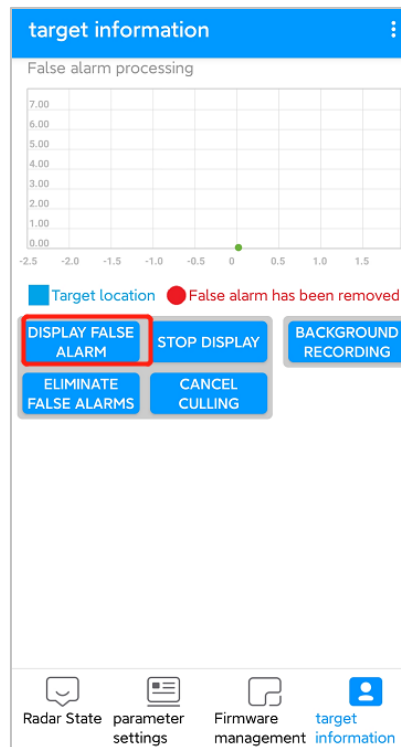 target information
False alarm processing
7.00
6.00
5.00
4.00
3.00
2.00
1.00
0.00
-2.5 -2.0 -1.5 -1.0 -0.5 0 0.5 1.0 1.5
Target location False alarm has been removed
DISPLAY FALSE ALARM
STOP DISPLAY
BACKGROUND RECORDING
ELIMINATE FALSE ALARMS
CANCEL CULLING
Radar State
parameter settings
Firmware management
target information